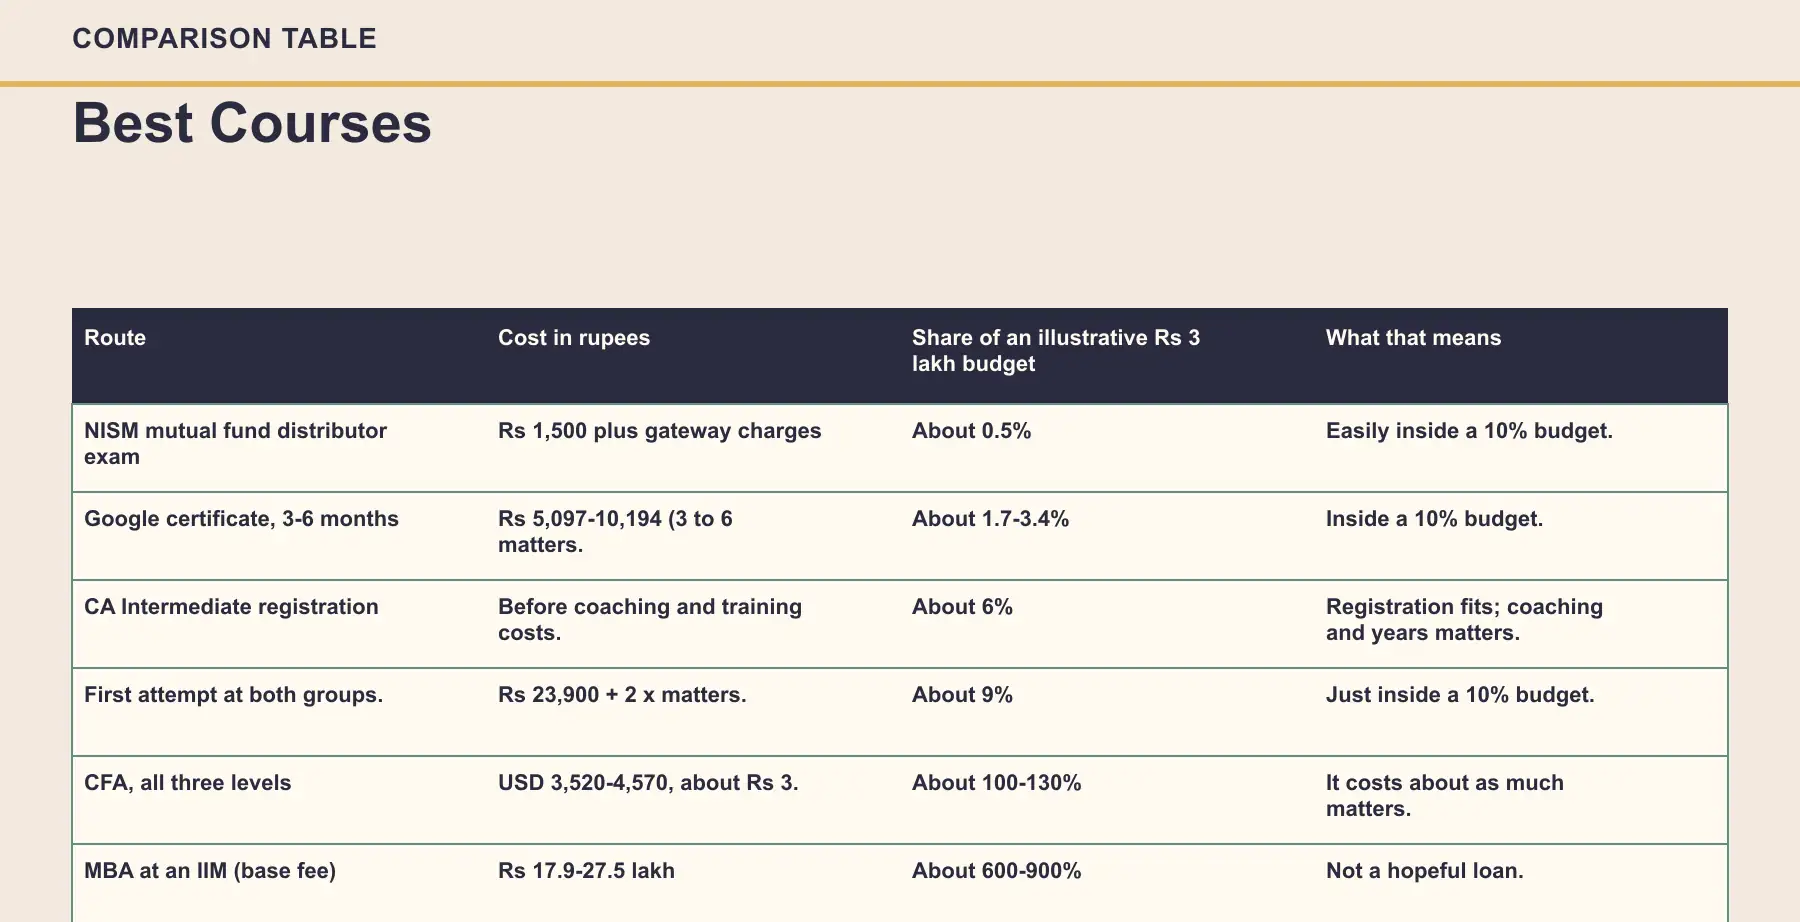 COMPARISON TABLE
Best Courses
Route
Cost in rupees
Share of an illustrative Rs 3
lakh budget
What that means
NISM mutual fund distributor
exam
Rs 1,500 plus gateway charges
About 0.5%
Easily inside a 10% budget.
Google certificate, 3-6 months
Rs 5,097-10,194 (3 to 6
matters.
About 1.7-3.4%
Inside a 10% budget.
CA Intermediate registration
Before coaching and training
costs.
About 6%
Registration fits; coaching
and years matters.
First attempt at both groups.
Rs 23,900 + 2 x matters.
About 9%
Just inside a 10% budget.
CFA, all three levels
USD 3,520-4,570, about Rs 3.
About 100-130%
It costs about as much
matters.
MBA at an IIM (base fee)
Rs 17.9-27.5 lakh
About 600-900%
Not a hopeful loan.